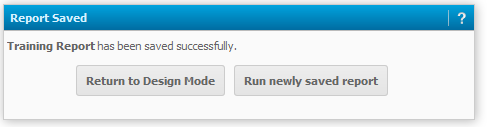 Report Saved ?
Training Report has been saved successfully.
Return to Design Mode Run newly saved report